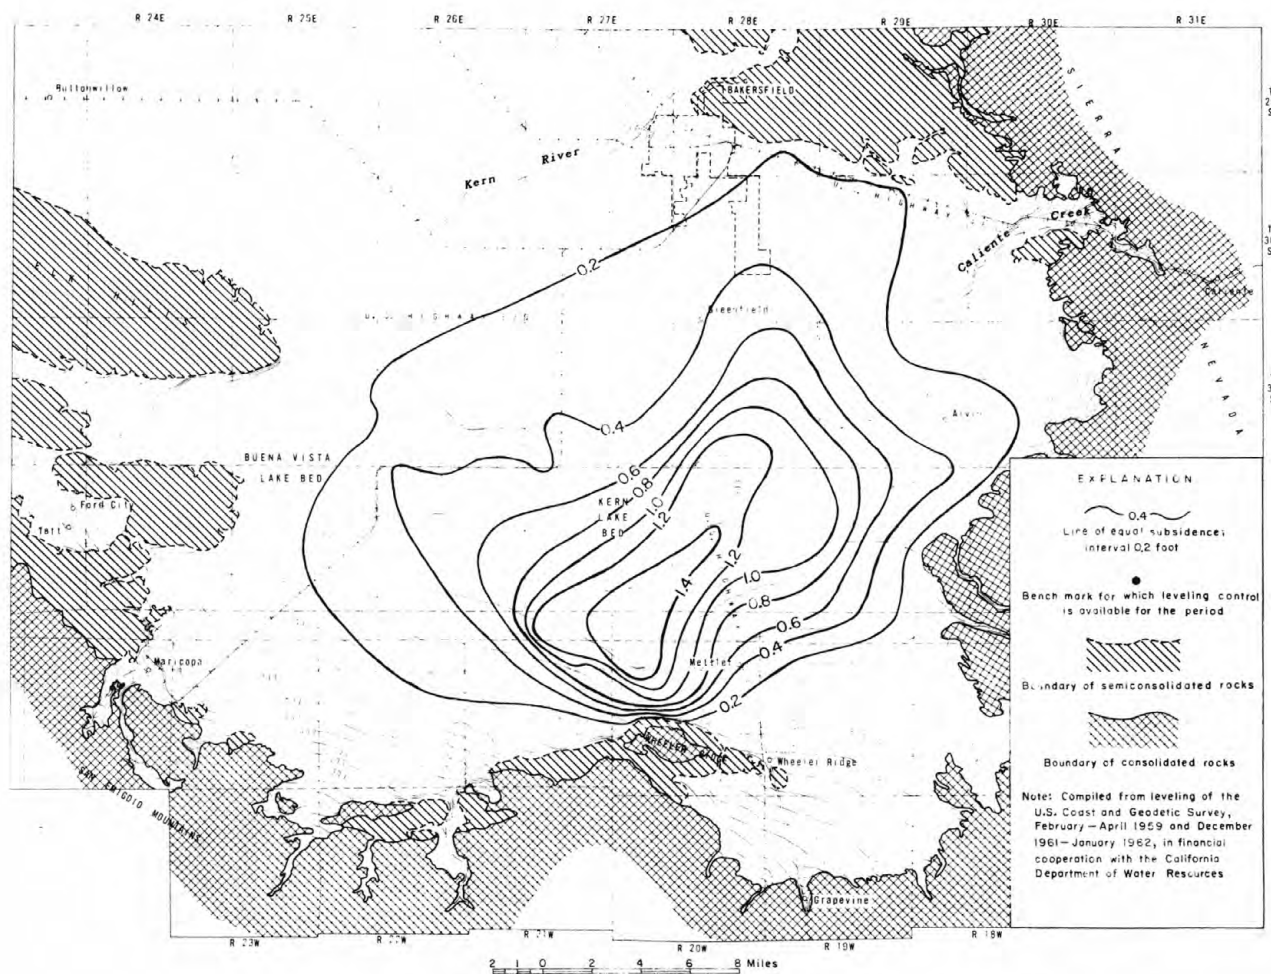 R 24E R 25E R 26E R 27E R 28E R 29E R 30E R 31E
Buttonwillow
BAKERSFIELD
SIERRA
Kern River
U.S. HIGHWAY
Caliente Creek
Caliente
0.2
ELK HILLS
Greenfield
NEVADA
0.4
Arvin
BUENA VISTA
LAKE BED
0.6
0.8
1.0
1.2
KERN
LAKE
BED
Ford City
Taft
1.2
1.4
1.0
0.8
0.6
0.4
0.2
Mettler
Maricopa
WHEELER RIDGE
Wheeler Ridge
SAN EMIGDIO MOUNTAINS
Grapevine
EXPLANATION
0.4
Line of equal subsidence;
interval 0.2 foot
Bench mark for which leveling control
is available for the period
Boundary of semiconsolidated rocks
Boundary of consolidated rocks
Note: Compiled from leveling of the
U.S. Coast and Geodetic Survey,
February–April 1959 and December
1961–January 1962, in financial
cooperation with the California
Department of Water Resources
R 23W R 22W R 21W R 20W R 19W R 18W
2 1 0 2 4 6 8 Miles